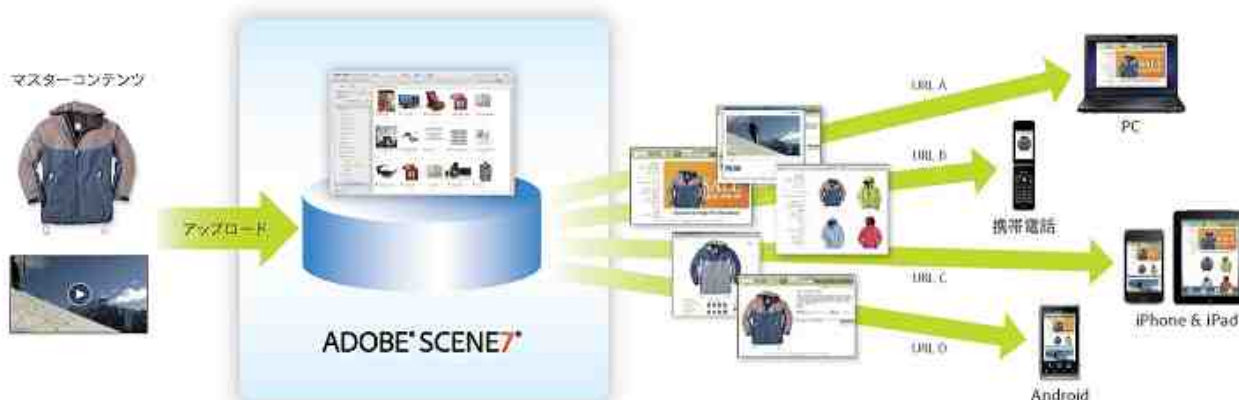 マスターコンテンツ
アップロード
ADOBE® SCENE7®
URL A
PC
URL B
携帯電話
URL C
iPhone & iPad
URL D
Android